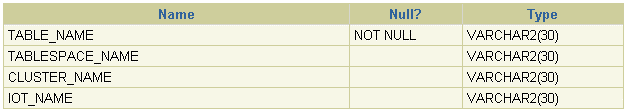 Name Null? Type
TABLE_NAME NOT NULL VARCHAR2(30)
TABLESPACE_NAME VARCHAR2(30)
CLUSTER_NAME VARCHAR2(30)
IOT_NAME VARCHAR2(30)